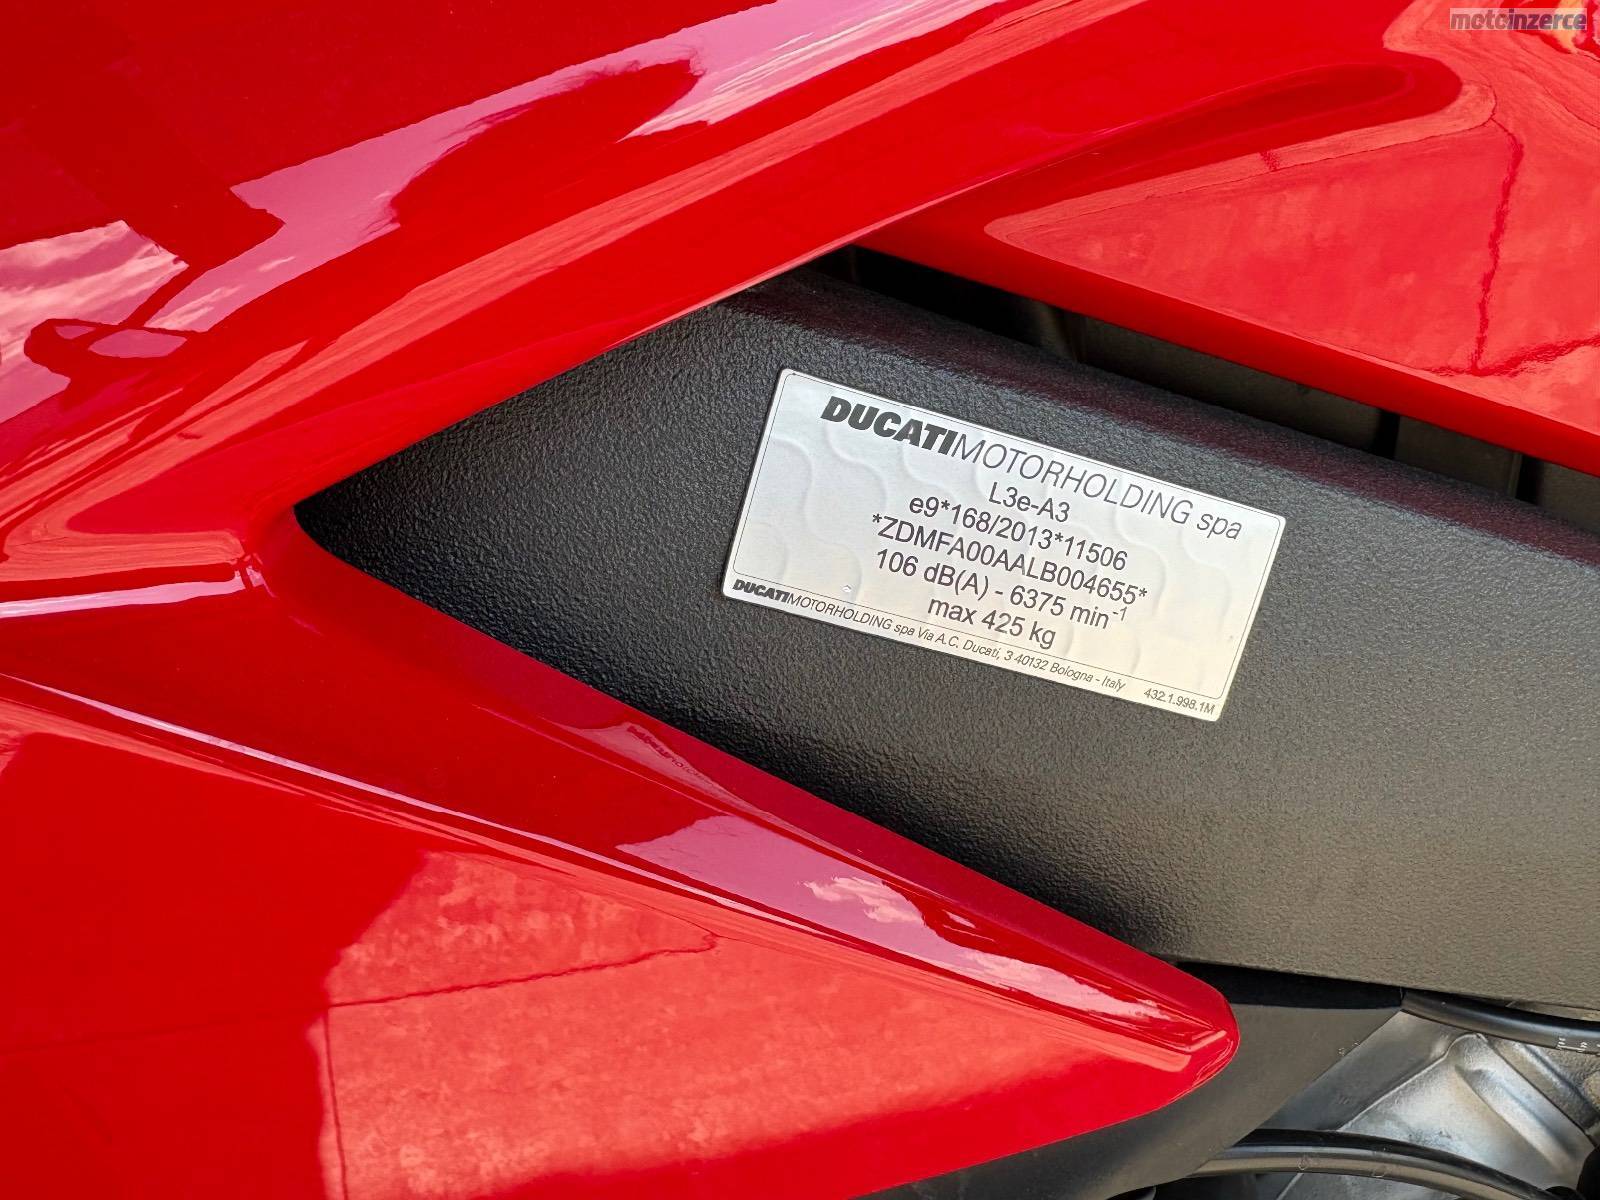 motoinzerce
DUCATIMOTORHOLDING spa
L3e-A3
e9*168/2013*11506
*ZDMFA00AALB004655*
106 dB(A) - 6375 min-1
max 425 kg
DUCATIMOTORHOLDING spa Via A.C. Ducati, 3 40132 Bologna - Italy 432.1.998.1M